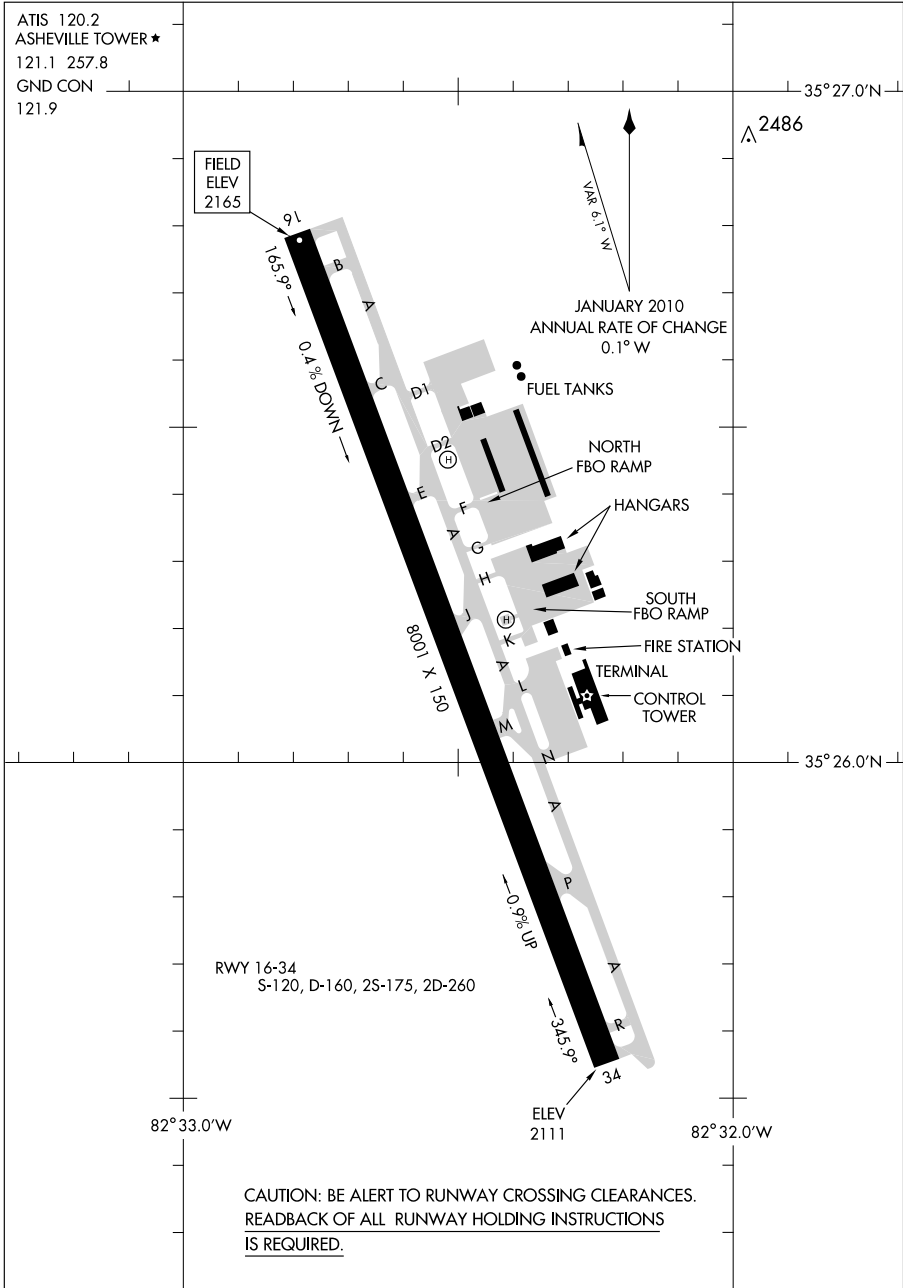 ATIS 120.2
ASHEVILLE TOWER ★
121.1 257.8
GND CON
121.9
35° 27.0'N
2486
FIELD
ELEV
2165
VAR 6.1° W
JANUARY 2010
ANNUAL RATE OF CHANGE
0.1° W
16
165.9°
B
A
0.4% DOWN
C
D1
FUEL TANKS
D2
H
NORTH
FBO RAMP
E
F
HANGARS
A
G
H
SOUTH
FBO RAMP
J
H
8001 X 150
K
FIRE STATION
A
TERMINAL
L
CONTROL
TOWER
M
N
35° 26.0'N
A
P
0.9% UP
RWY 16-34
S-120, D-160, 2S-175, 2D-260
A
R
345.9°
34
ELEV
2111
82° 33.0'W
82° 32.0'W
CAUTION: BE ALERT TO RUNWAY CROSSING CLEARANCES.
READBACK OF ALL RUNWAY HOLDING INSTRUCTIONS
IS REQUIRED.